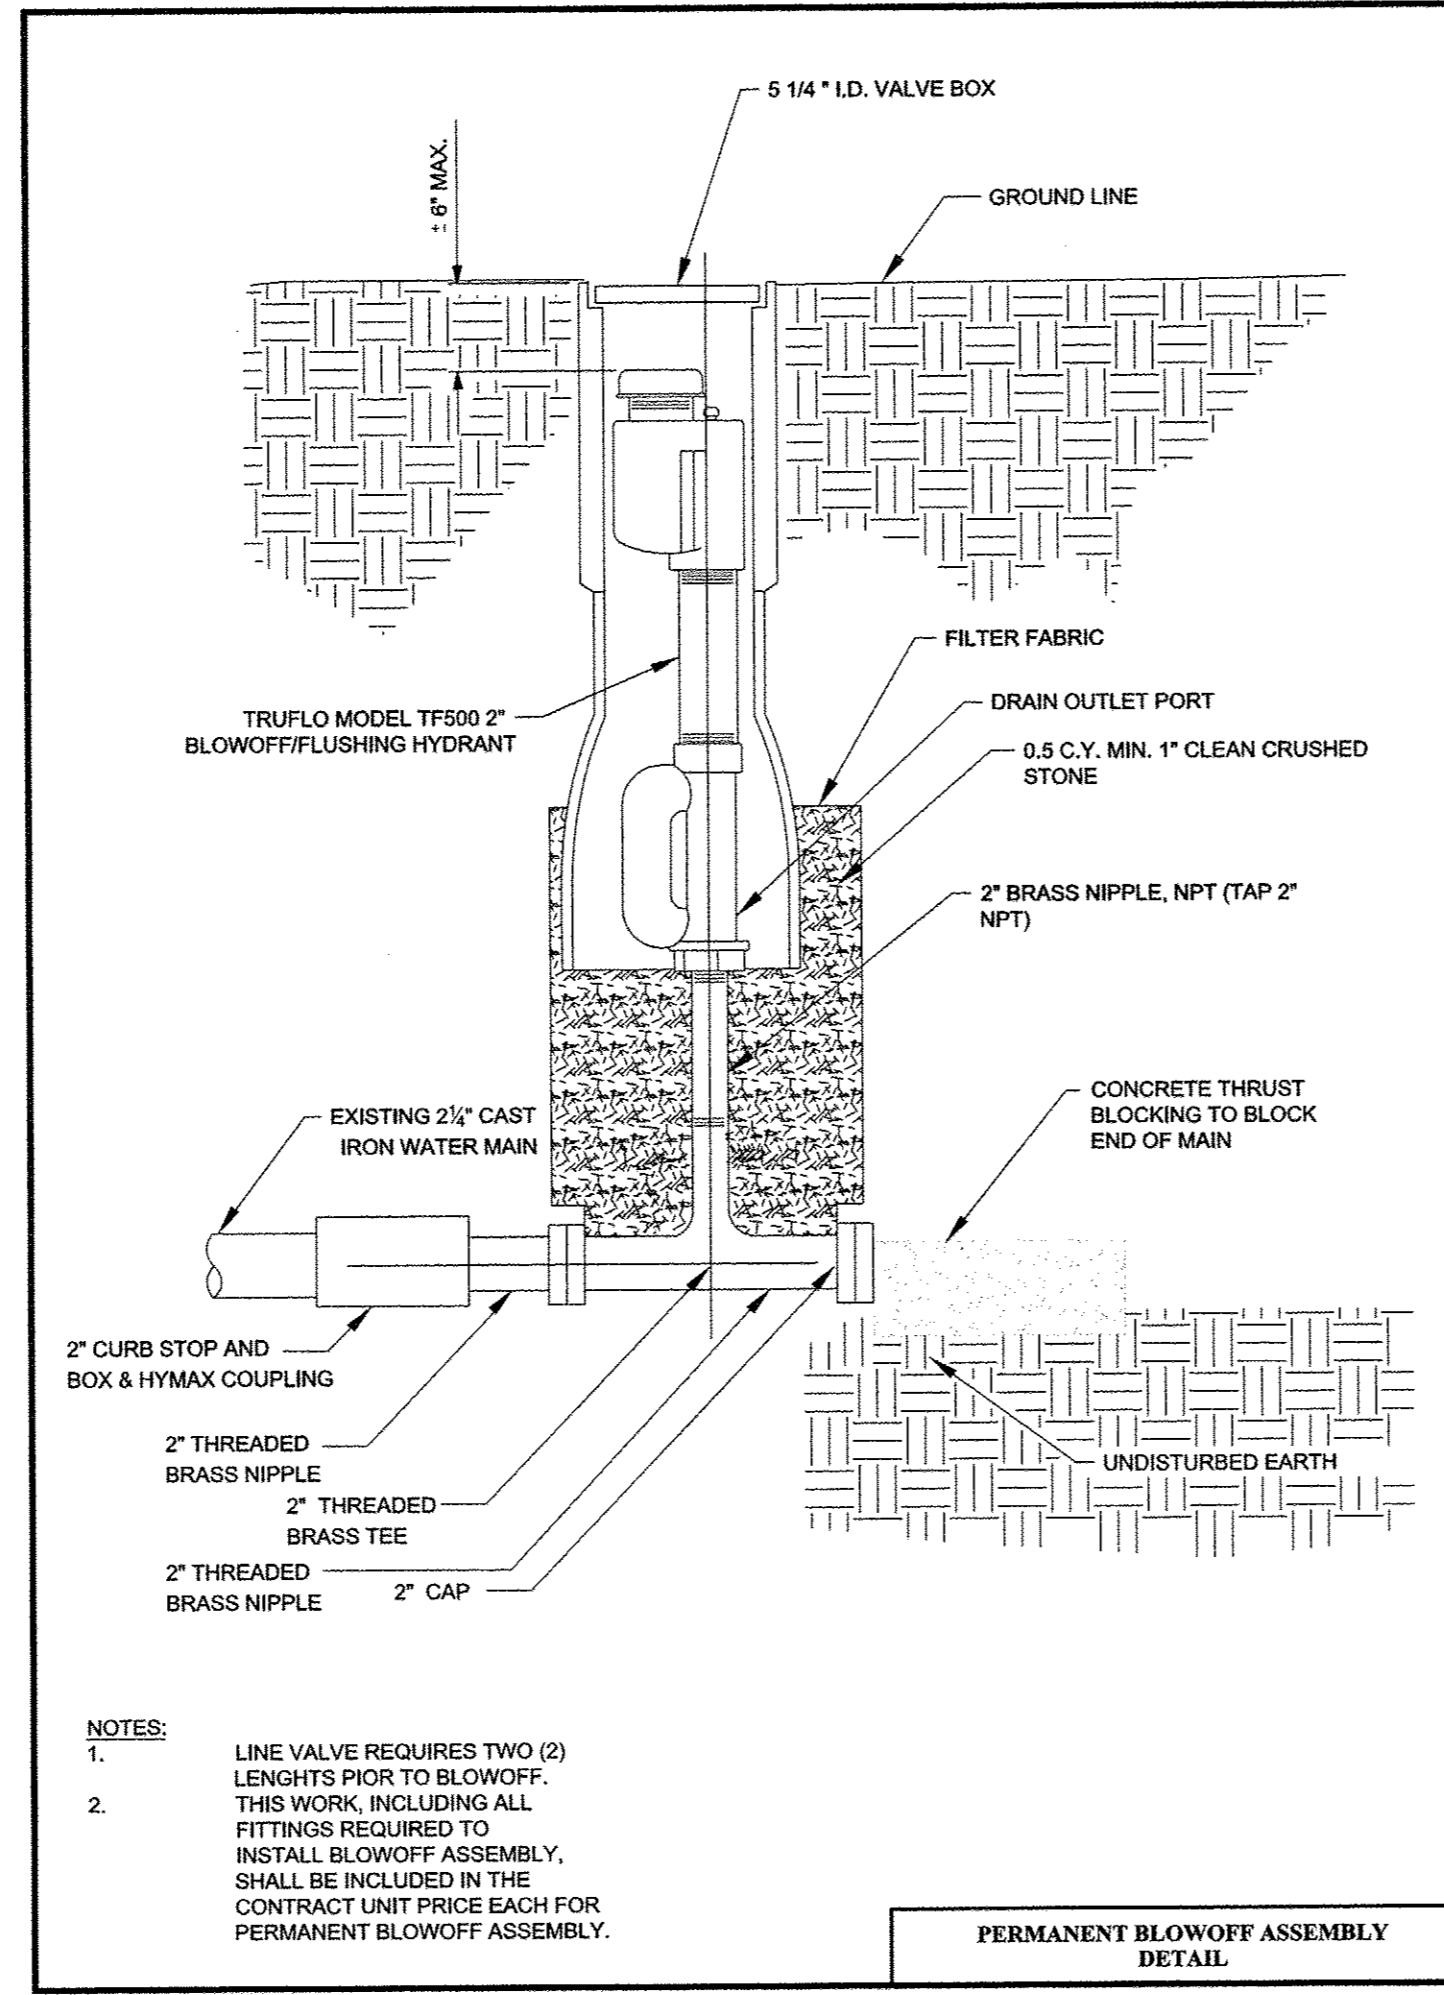 5 1/4 " I.D. VALVE BOX
± 6" MAX.
GROUND LINE
FILTER FABRIC
DRAIN OUTLET PORT
TRUFLO MODEL TF500 2"
BLOWOFF/FLUSHING HYDRANT
0.5 C.Y. MIN. 1" CLEAN CRUSHED
STONE
2" BRASS NIPPLE, NPT (TAP 2"
NPT)
CONCRETE THRUST
BLOCKING TO BLOCK
END OF MAIN
EXISTING 2¼" CAST
IRON WATER MAIN
2" CURB STOP AND
BOX & HYMAX COUPLING
2" THREADED
BRASS NIPPLE
UNDISTURBED EARTH
2" THREADED
BRASS TEE
2" THREADED
BRASS NIPPLE
2" CAP
NOTES:
1. LINE VALVE REQUIRES TWO (2)
LENGHTS PIOR TO BLOWOFF.
2. THIS WORK, INCLUDING ALL
FITTINGS REQUIRED TO
INSTALL BLOWOFF ASSEMBLY,
SHALL BE INCLUDED IN THE
CONTRACT UNIT PRICE EACH FOR
PERMANENT BLOWOFF ASSEMBLY.
PERMANENT BLOWOFF ASSEMBLY
DETAIL